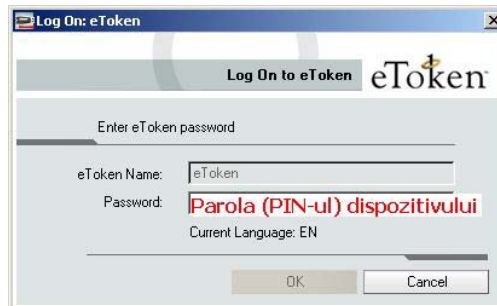 Log On: eToken
Log On to eToken
eToken
Enter eToken password
eToken Name: eToken
Password: Parola (PIN-ul) dispozitivului
Current Language: EN
OK Cancel